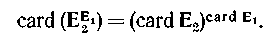 card (E₂^E₁) = (card E₂)^card E₁.